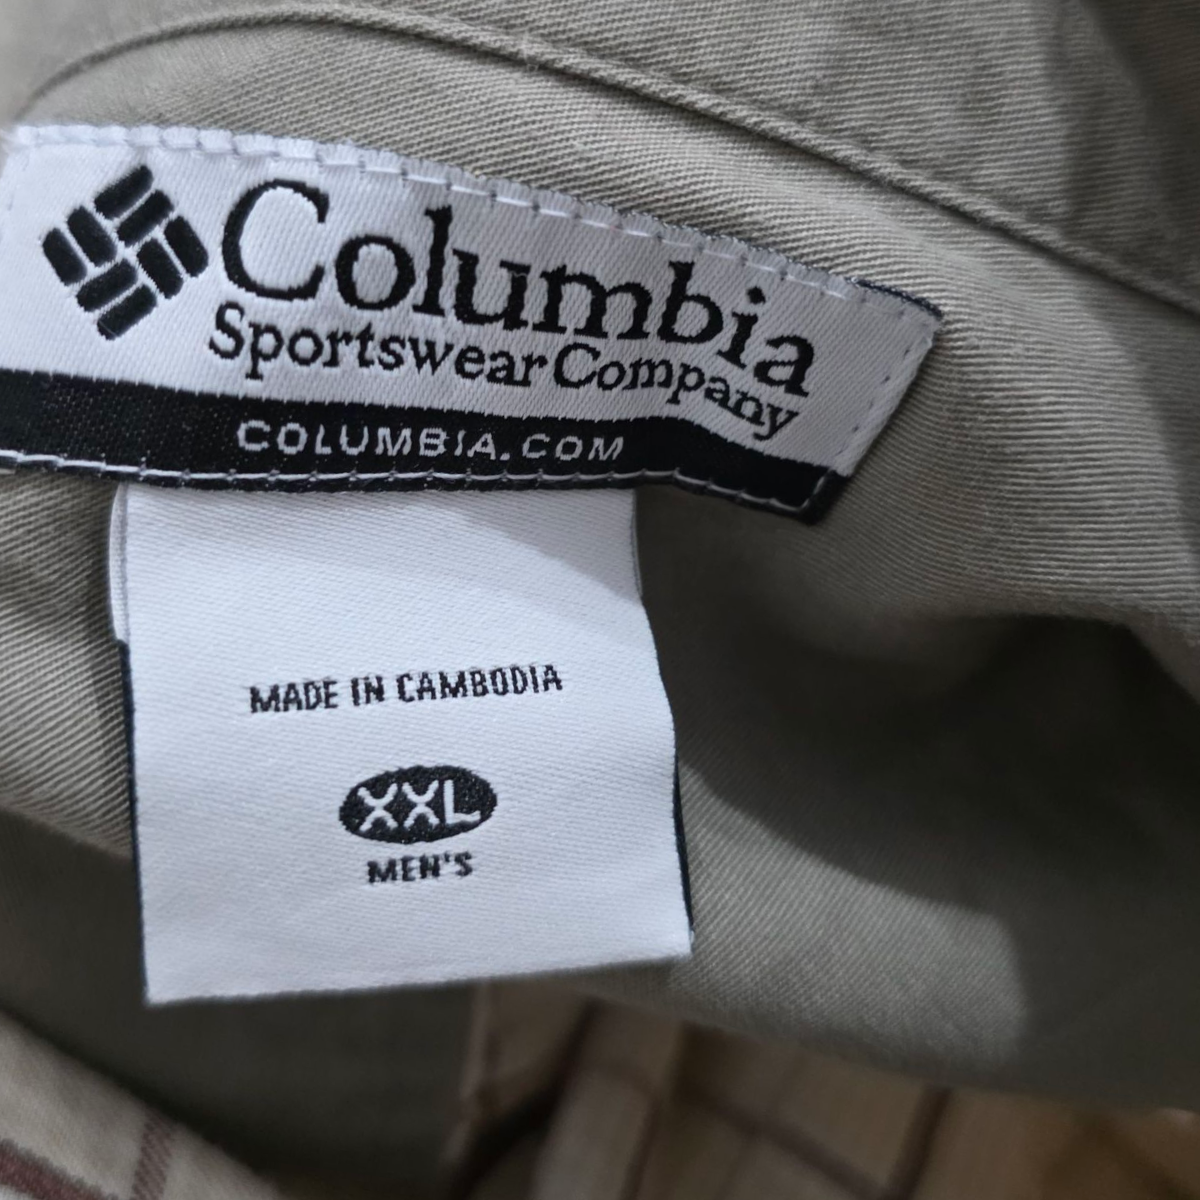 Columbia
Sportswear Company
COLUMBIA.COM
MADE IN CAMBODIA
XXL
MEN'S